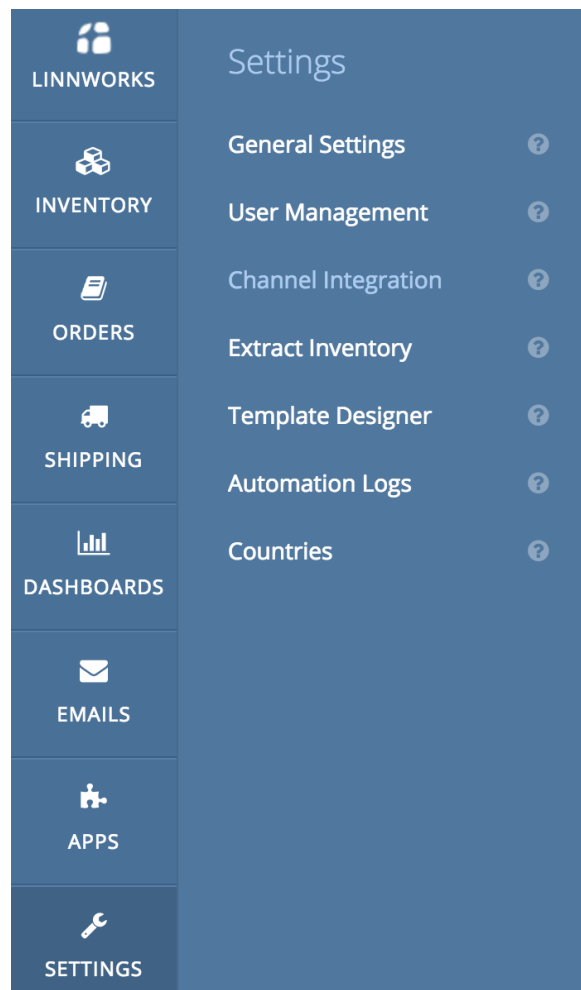 LINNWORKS
INVENTORY
ORDERS
SHIPPING
DASHBOARDS
EMAILS
APPS
SETTINGS
Settings
General Settings ?
User Management ?
Channel Integration ?
Extract Inventory ?
Template Designer ?
Automation Logs ?
Countries ?